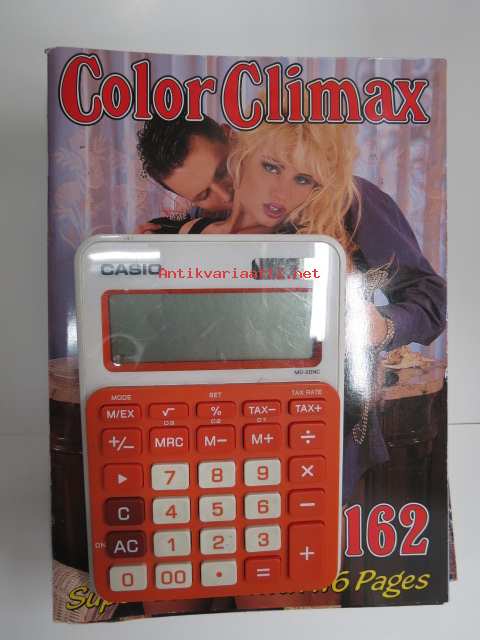 Color Climax
CASIO
Antikvariaatti.net
MODE
SET
TAX RATE
M/EX
√
%
TAX−
TAX+
+/−
MRC
M−
M+
÷
▶
7
8
9
×
C
4
5
6
−
162
ON
AC
1
2
3
+
0
00
•
=
6 Pages